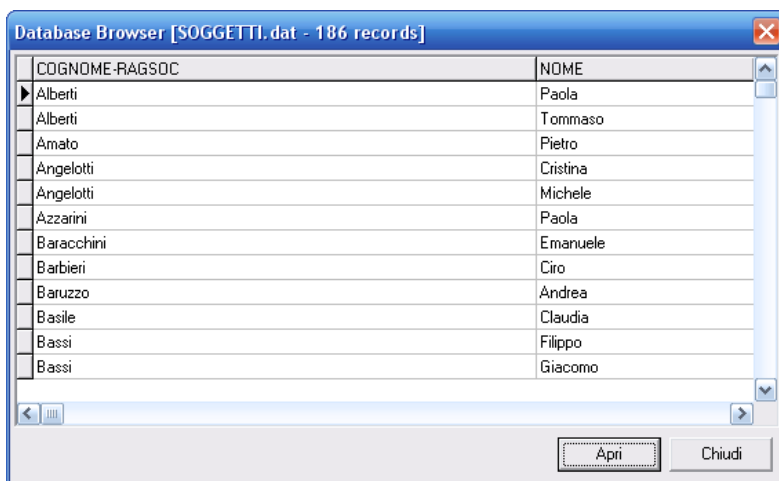 Database Browser [SOGGETTI.dat - 186 records]
COGNOME-RAGSOC NOME
Alberti Paola
Alberti Tommaso
Amato Pietro
Angelotti Cristina
Angelotti Michele
Azzarini Paola
Baracchini Emanuele
Barbieri Ciro
Baruzzo Andrea
Basile Claudia
Bassi Filippo
Bassi Giacomo
Apri Chiudi